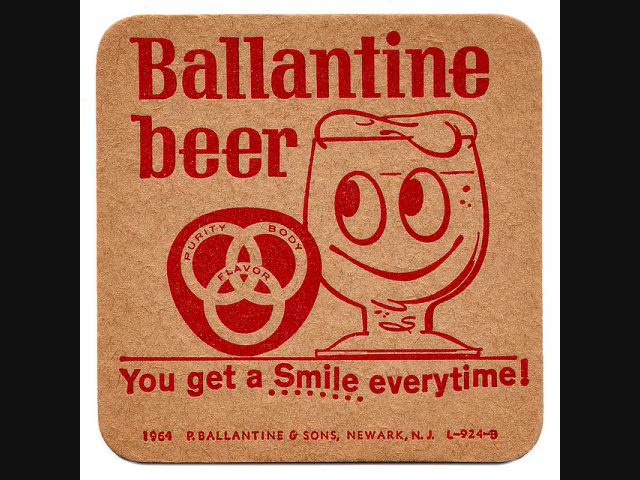 Ballantine
beer
PURITY BODY
FLAVOR
You get a Smile everytime!
1964 P. BALLANTINE & SONS, NEWARK, N. J. L-924-B